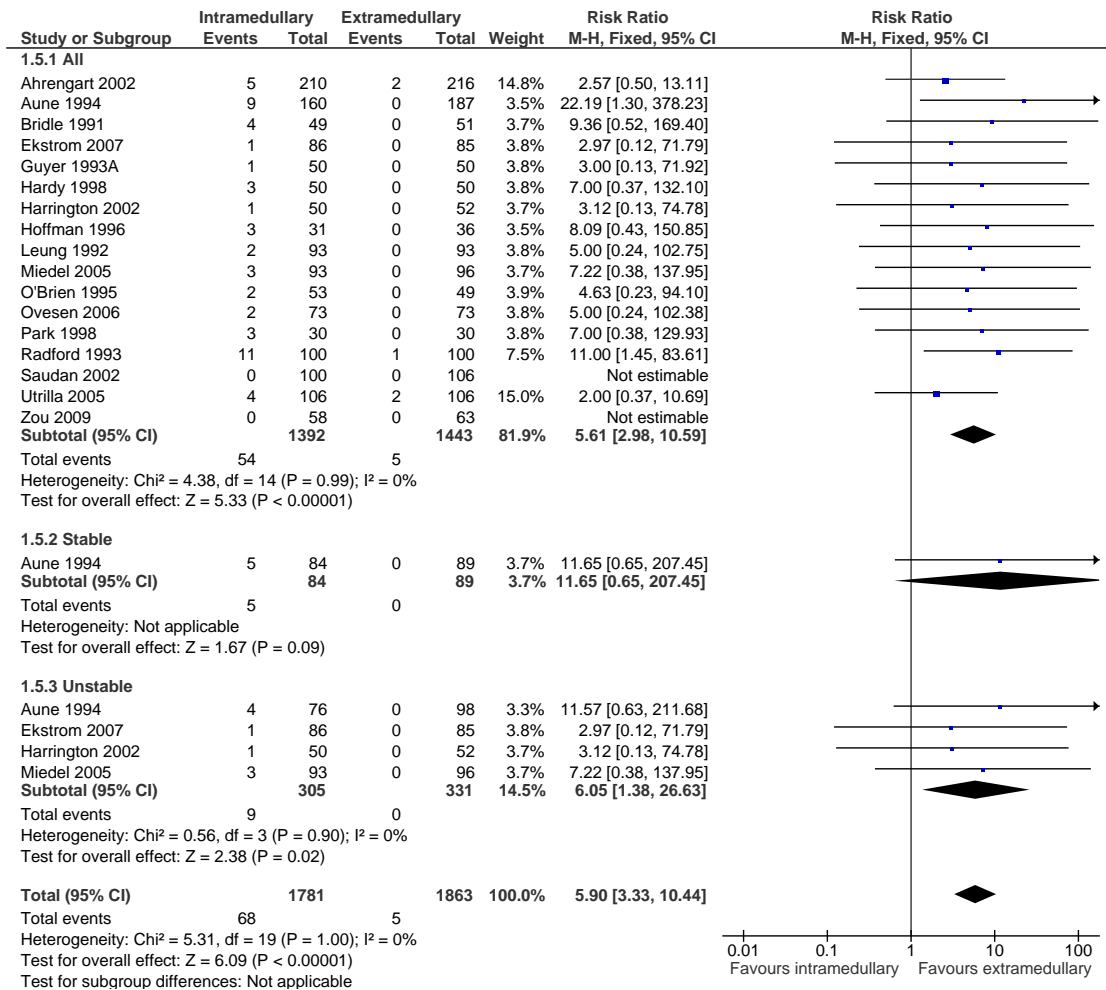 Intramedullary Extramedullary Risk Ratio Risk Ratio
Study or Subgroup Events Total Events Total Weight M-H, Fixed, 95% CI M-H, Fixed, 95% CI
1.5.1 All
Ahrengart 2002 5 210 2 216 14.8% 2.57 [0.50, 13.11]
Aune 1994 9 160 0 187 3.5% 22.19 [1.30, 378.23]
Bridle 1991 4 49 0 51 3.7% 9.36 [0.52, 169.40]
Ekstrom 2007 1 86 0 85 3.8% 2.97 [0.12, 71.79]
Guyer 1993A 1 50 0 50 3.8% 3.00 [0.13, 71.92]
Hardy 1998 3 50 0 50 3.8% 7.00 [0.37, 132.10]
Harrington 2002 1 50 0 52 3.7% 3.12 [0.13, 74.78]
Hoffman 1996 3 31 0 36 3.5% 8.09 [0.43, 150.85]
Leung 1992 2 93 0 93 3.8% 5.00 [0.24, 102.75]
Miedel 2005 3 93 0 96 3.7% 7.22 [0.38, 137.95]
O'Brien 1995 2 53 0 49 3.9% 4.63 [0.23, 94.10]
Ovesen 2006 2 73 0 73 3.8% 5.00 [0.24, 102.38]
Park 1998 3 30 0 30 3.8% 7.00 [0.38, 129.93]
Radford 1993 11 100 1 100 7.5% 11.00 [1.45, 83.61]
Saudan 2002 0 100 0 106 Not estimable
Utrilla 2005 4 106 2 106 15.0% 2.00 [0.37, 10.69]
Zou 2009 0 58 0 63 Not estimable
Subtotal (95% CI) 1392 1443 81.9% 5.61 [2.98, 10.59]
Total events 54 5
Heterogeneity: Chi² = 4.38, df = 14 (P = 0.99); I² = 0%
Test for overall effect: Z = 5.33 (P < 0.00001)
1.5.2 Stable
Aune 1994 5 84 0 89 3.7% 11.65 [0.65, 207.45]
Subtotal (95% CI) 84 89 3.7% 11.65 [0.65, 207.45]
Total events 5 0
Heterogeneity: Not applicable
Test for overall effect: Z = 1.67 (P = 0.09)
1.5.3 Unstable
Aune 1994 4 76 0 98 3.3% 11.57 [0.63, 211.68]
Ekstrom 2007 1 86 0 85 3.8% 2.97 [0.12, 71.79]
Harrington 2002 1 50 0 52 3.7% 3.12 [0.13, 74.78]
Miedel 2005 3 93 0 96 3.7% 7.22 [0.38, 137.95]
Subtotal (95% CI) 305 331 14.5% 6.05 [1.38, 26.63]
Total events 9 0
Heterogeneity: Chi² = 0.56, df = 3 (P = 0.90); I² = 0%
Test for overall effect: Z = 2.38 (P = 0.02)
Total (95% CI) 1781 1863 100.0% 5.90 [3.33, 10.44]
Total events 68 5
Heterogeneity: Chi² = 5.31, df = 19 (P = 1.00); I² = 0%
Test for overall effect: Z = 6.09 (P < 0.00001)
Test for subgroup differences: Not applicable
0.01 0.1 1 10 100
Favours intramedullary Favours extramedullary